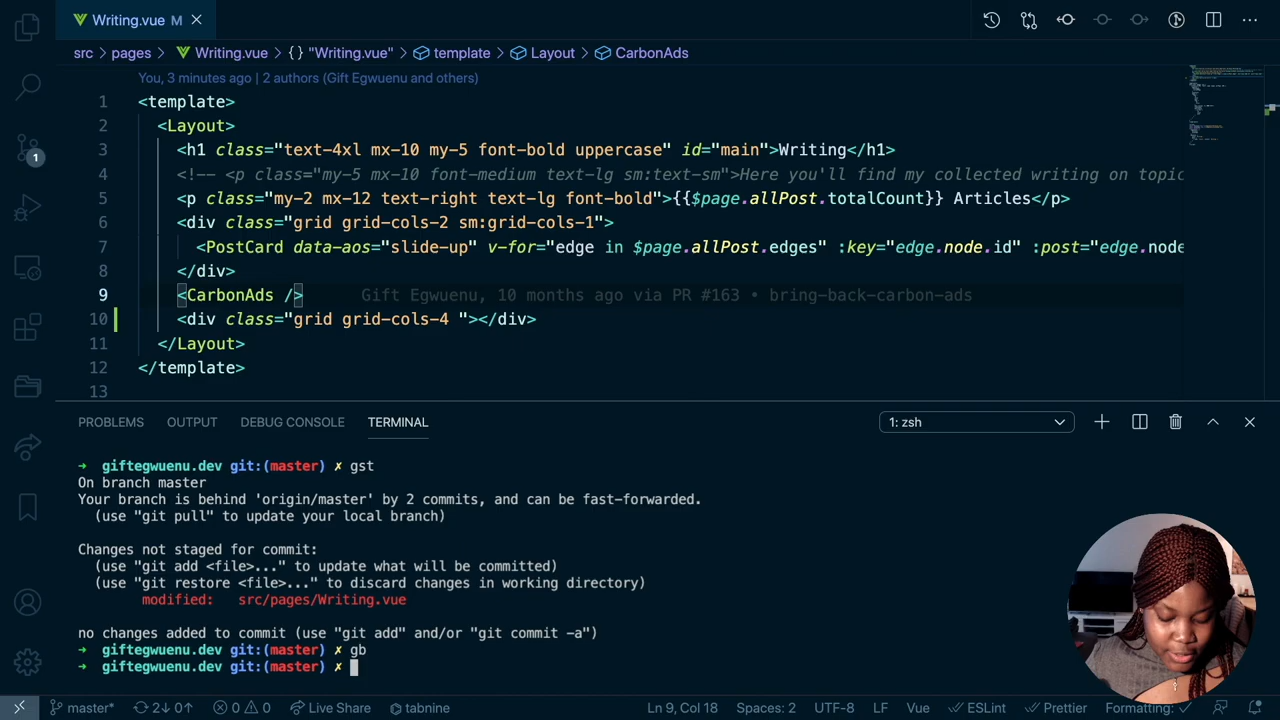 Writing.vue M
src > pages > Writing.vue > {} "Writing.vue" > template > Layout > CarbonAds
You, 3 minutes ago | 2 authors (Gift Egwuenu and others)
1 <template>
2 <Layout>
3 <h1 class="text-4xl mx-10 my-5 font-bold uppercase" id="main">Writing</h1>
4 <!-- <p class="my-5 mx-10 font-medium text-lg sm:text-sm">Here you'll find my collected writing on topic
5 <p class="my-2 mx-12 text-right text-lg font-bold">{{$page.allPost.totalCount}} Articles</p>
6 <div class="grid grid-cols-2 sm:grid-cols-1">
7 <PostCard data-aos="slide-up" v-for="edge in $page.allPost.edges" :key="edge.node.id" :post="edge.node
8 </div>
9 <CarbonAds /> Gift Egwuenu, 10 months ago via PR #163 • bring-back-carbon-ads
10 <div class="grid grid-cols-4 "></div>
11 </Layout>
12 </template>
13
1
PROBLEMS OUTPUT DEBUG CONSOLE TERMINAL 1: zsh
➜ giftegwuenu.dev git:(master) ✗ gst
On branch master
Your branch is behind 'origin/master' by 2 commits, and can be fast-forwarded.
(use "git pull" to update your local branch)
Changes not staged for commit:
(use "git add <file>..." to update what will be committed)
(use "git restore <file>..." to discard changes in working directory)
modified: src/pages/Writing.vue
no changes added to commit (use "git add" and/or "git commit -a")
➜ giftegwuenu.dev git:(master) ✗ gb
➜ giftegwuenu.dev git:(master) ✗
master* 2↓ 0↑ 0 0 Live Share tabnine Ln 9, Col 18 Spaces: 2 UTF-8 LF Vue ESLint Prettier Formatting: ✓